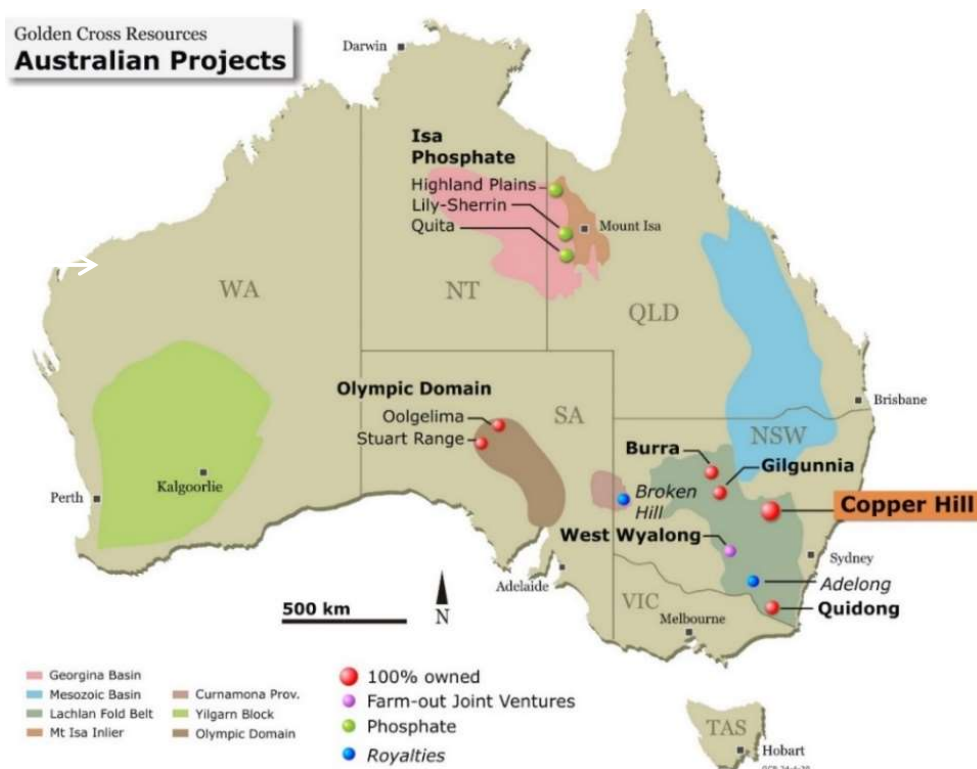 Golden Cross Resources
Australian Projects
Darwin
Isa
Phosphate
Highland Plains
Lily-Sherrin
Quita
Mount Isa
WA
NT
QLD
Olympic Domain
Oolgelima
Stuart Range
SA
Brisbane
NSW
Burra
Gilgunnia
Kalgoorlie
Perth
Broken
Hill
Copper Hill
West Wyalong
Sydney
Adelaide
Adelong
VIC
Quidong
500 km
N
Melbourne
Georgina Basin
Mesozoic Basin
Lachlan Fold Belt
Mt Isa Inlier
Curnamona Prov.
Yilgarn Block
Olympic Domain
100% owned
Farm-out Joint Ventures
Phosphate
Royalties
TAS
Hobart